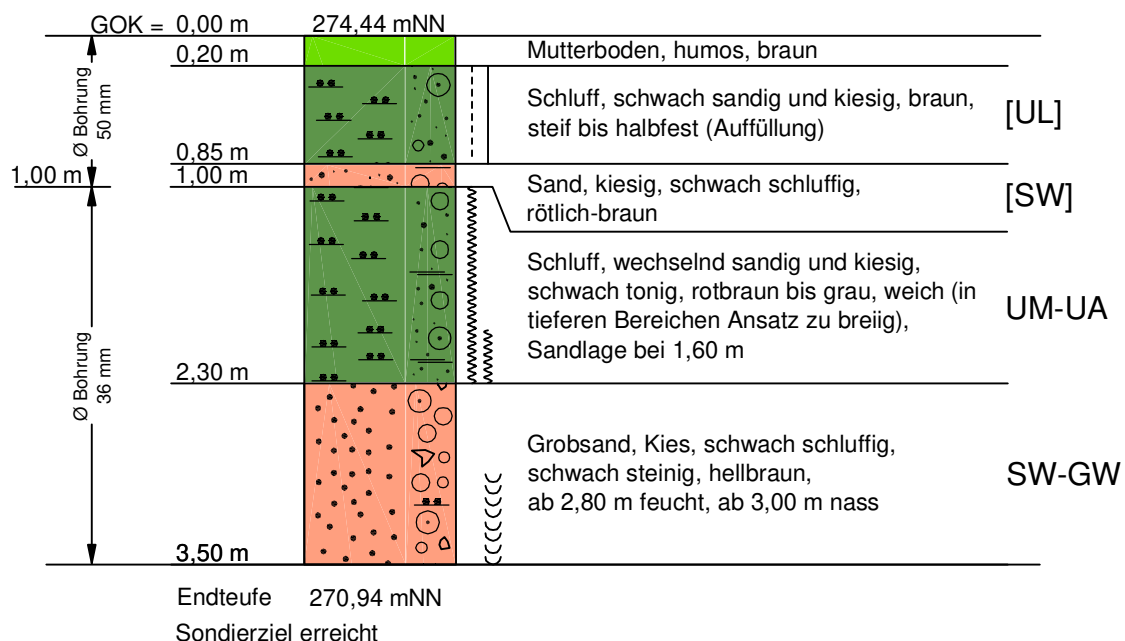 GOK = 0,00 m 274,44 mNN
0,20 m
Mutterboden, humos, braun
Ø Bohrung
50 mm
Schluff, schwach sandig und kiesig, braun,
steif bis halbfest (Auffüllung)
[UL]
0,85 m
1,00 m
1,00 m
Sand, kiesig, schwach schluffig,
rötlich-braun
[SW]
Ø Bohrung
36 mm
Schluff, wechselnd sandig und kiesig,
schwach tonig, rotbraun bis grau, weich (in
tieferen Bereichen Ansatz zu breiig),
Sandlage bei 1,60 m
UM-UA
2,30 m
Grobsand, Kies, schwach schluffig,
schwach steinig, hellbraun,
ab 2,80 m feucht, ab 3,00 m nass
SW-GW
3,50 m
Endteufe 270,94 mNN
Sondierziel erreicht